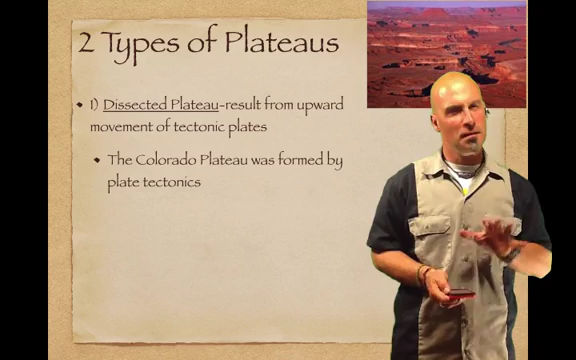 2 Types of Plateaus
• 1) Dissected Plateau-result from upward
movement of tectonic plates
• The Colorado Plateau was formed by
plate tectonics